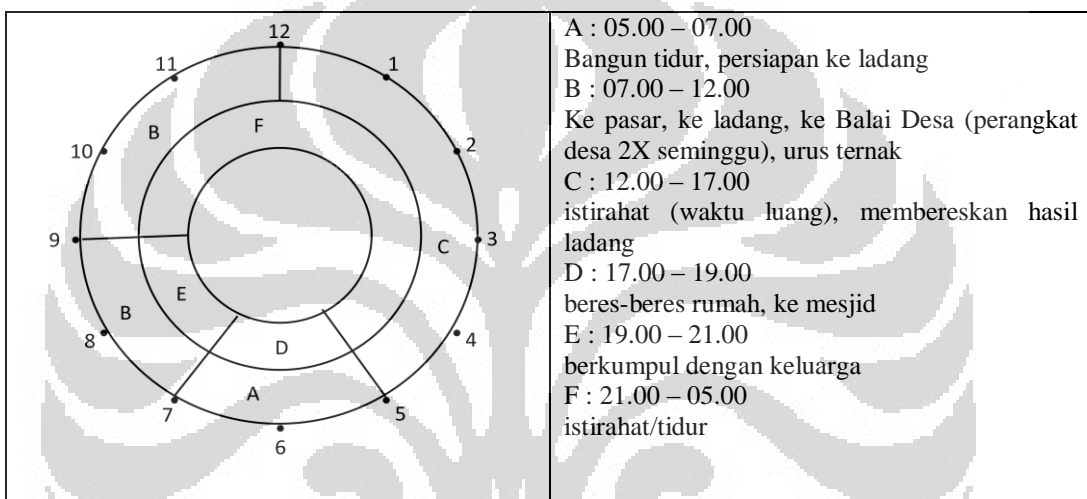 12
11
1
B
F
10
2
9
C
3
E
B
8
D
4
A
7
5
6
A : 05.00 – 07.00
Bangun tidur, persiapan ke ladang
B : 07.00 – 12.00
Ke pasar, ke ladang, ke Balai Desa (perangkat
desa 2X seminggu), urus ternak
C : 12.00 – 17.00
istirahat (waktu luang), membereskan hasil
ladang
D : 17.00 – 19.00
beres-beres rumah, ke mesjid
E : 19.00 – 21.00
berkumpul dengan keluarga
F : 21.00 – 05.00
istirahat/tidur